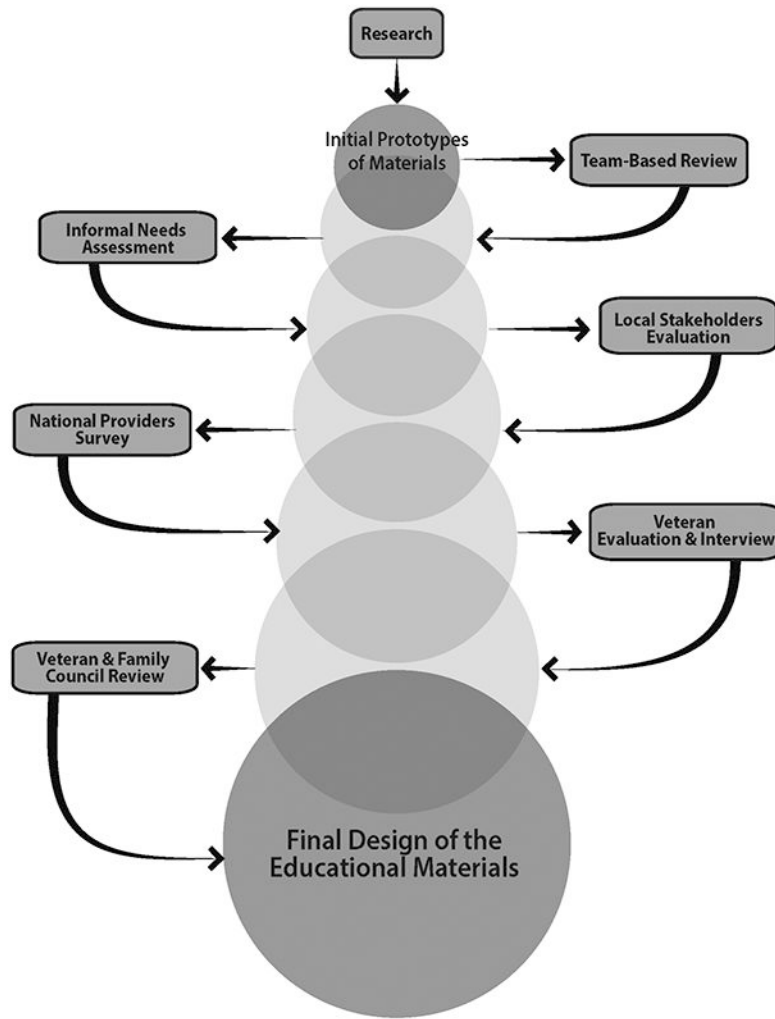 Research
Initial Prototypes
of Materials
Team-Based Review
Informal Needs
Assessment
Local Stakeholders
Evaluation
National Providers
Survey
Veteran
Evaluation & Interview
Veteran & Family
Council Review
Final Design of the
Educational Materials